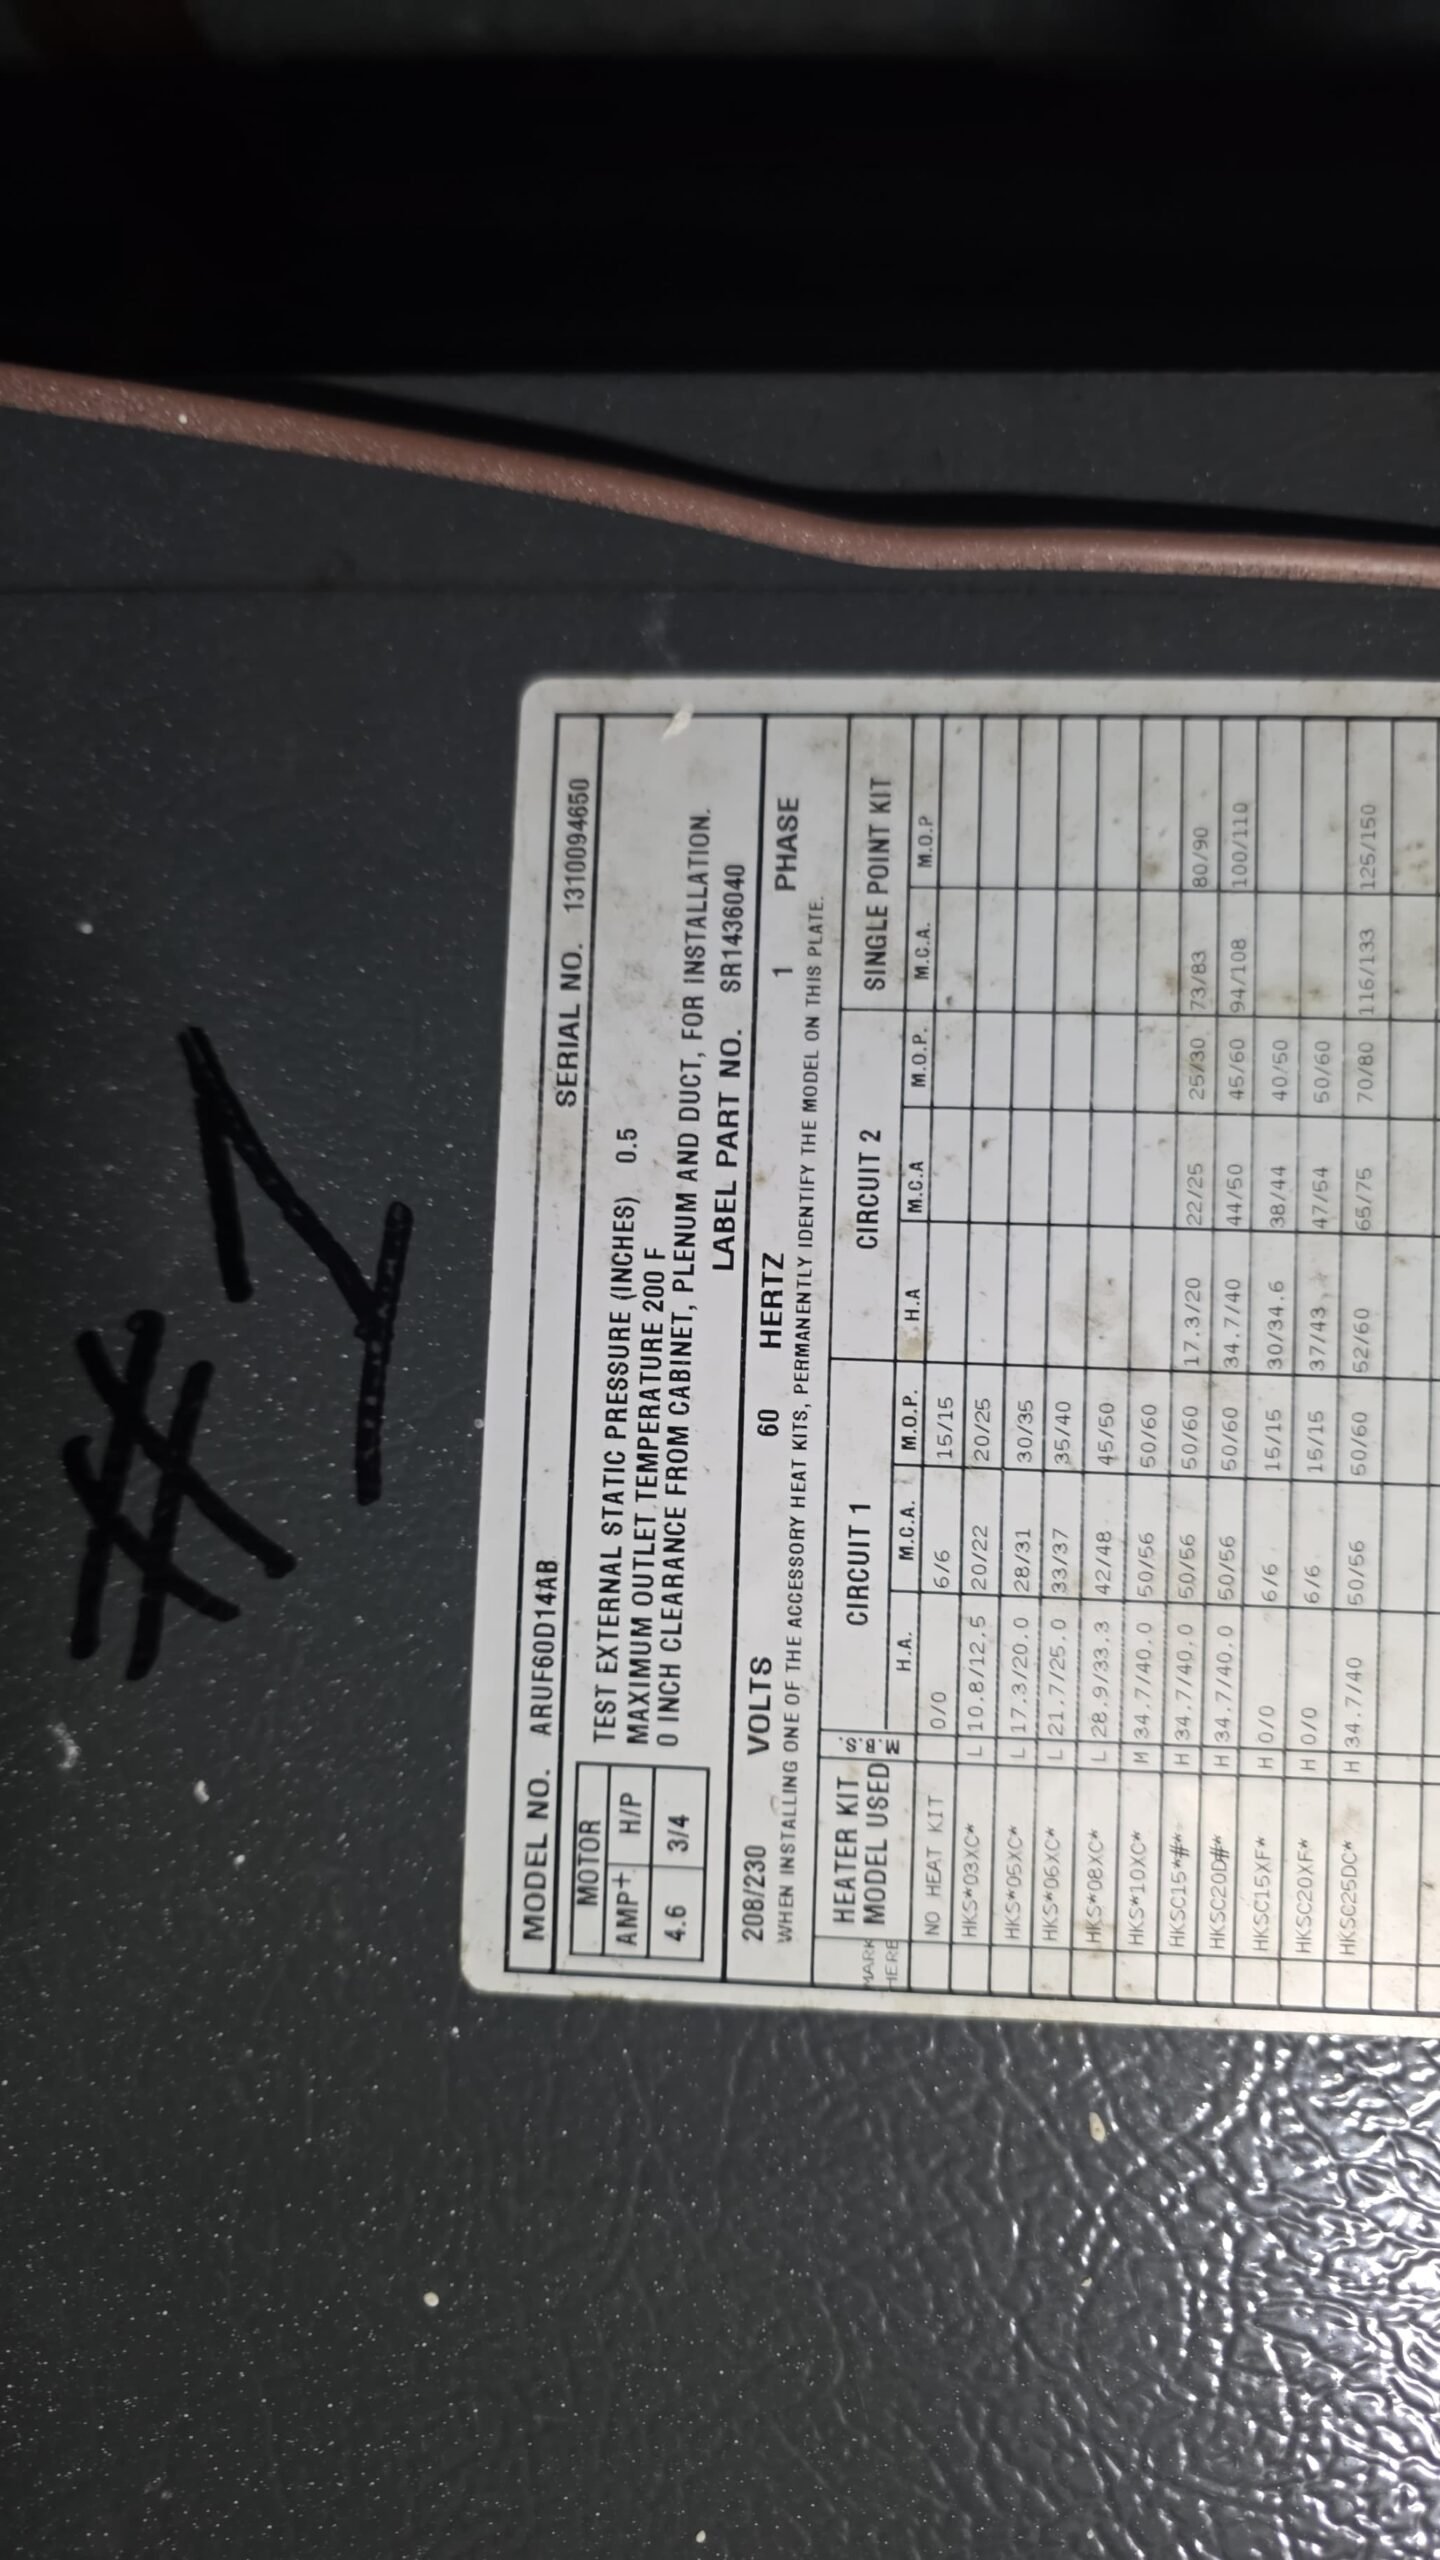 #1
MODEL NO. ARUF60D14AB SERIAL NO. 1310094650
MOTOR
AMP+ H/P
4.6 3/4
TEST EXTERNAL STATIC PRESSURE (INCHES) 0.5
MAXIMUM OUTLET TEMPERATURE 200 F
0 INCH CLEARANCE FROM CABINET, PLENUM AND DUCT, FOR INSTALLATION.
LABEL PART NO. SR1436040
208/230 VOLTS 60 HERTZ 1 PHASE
WHEN INSTALLING ONE OF THE ACCESSORY HEAT KITS, PERMANENTLY IDENTIFY THE MODEL ON THIS PLATE.
MARK HERE HEATER KIT MODEL USED M.B.S. CIRCUIT 1 CIRCUIT 2 SINGLE POINT KIT
H.A. M.C.A. M.O.P. H.A M.C.A M.O.P. M.C.A. M.O.P
NO HEAT KIT 0/0 6/6 15/15
HKS*03XC* L 10.8/12.5 20/22 20/25
HKS*05XC* L 17.3/20.0 28/31 30/35
HKS*06XC* L 21.7/25.0 33/37 35/40
HKS*08XC* L 28.9/33.3 42/48 45/50
HKS*10XC* M 34.7/40.0 50/56 50/60
HKSC15*#* H 34.7/40.0 50/56 50/60 17.3/20 22/25 25/30 73/83 80/90
HKSC20D#* H 34.7/40.0 50/56 50/60 34.7/40 44/50 45/60 94/108 100/110
HKSC15XF* H 0/0 6/6 15/15 30/34.6 38/44 40/50
HKSC20XF* H 0/0 6/6 15/15 37/43 47/54 50/60
HKSC25DC* H 34.7/40 50/56 50/60 52/60 65/75 70/80 116/133 125/150